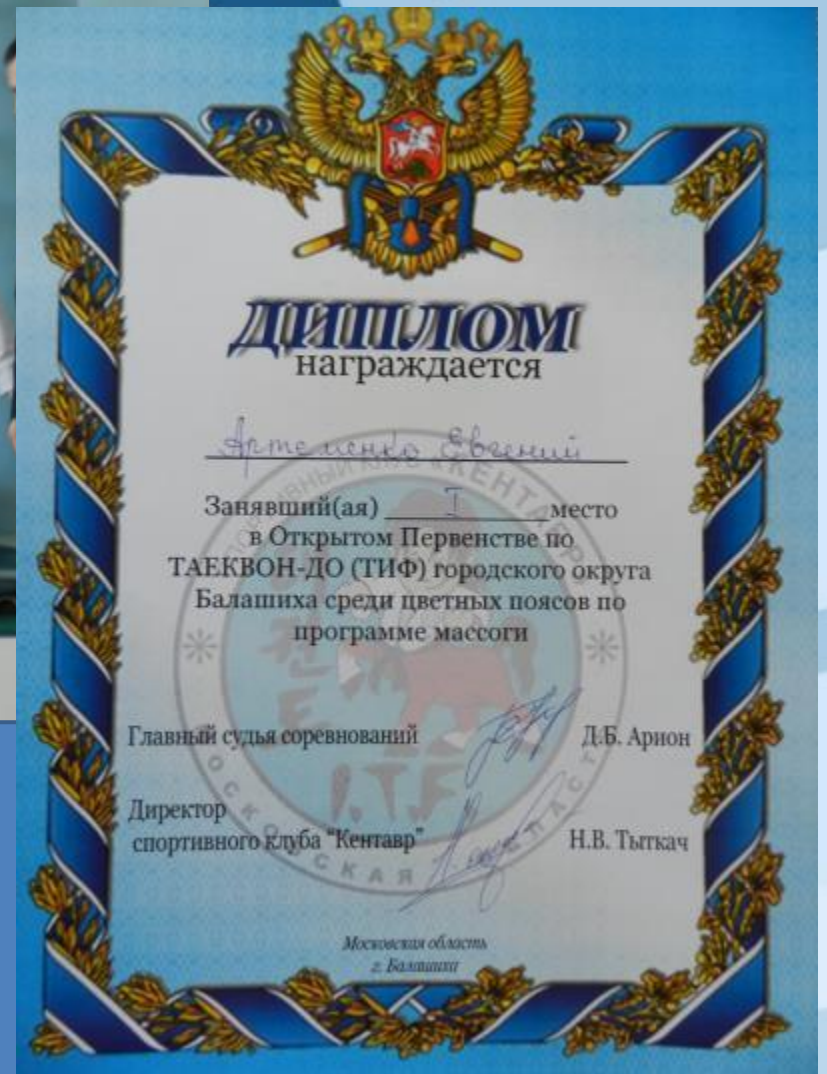 ДИПЛОМ
награждается
Артеменко Евгений
Занявший(ая) I место
в Открытом Первенстве по
ТАЕКВОН-ДО (ТИФ) городского округа
Балашиха среди цветных поясов по
программе массоги
Главный судья соревнований Д.Б. Арион
Директор
спортивного клуба "Кентавр" Н.В. Тыткач
Московская область
г. Балашиха
I.T.F.